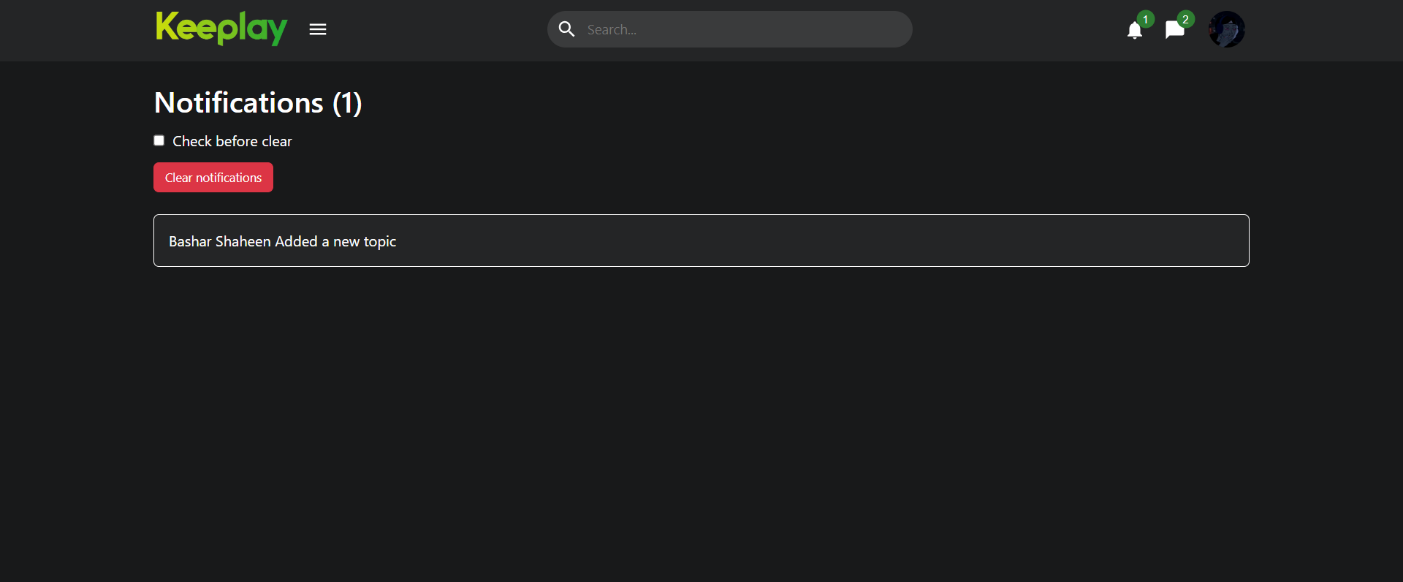 Keeplay
Search...
1
2
Notifications (1)
Check before clear
Clear notifications
Bashar Shaheen Added a new topic